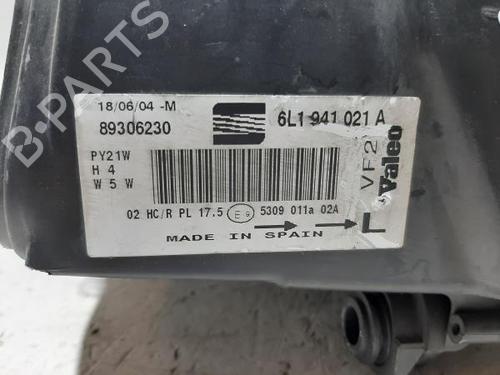 18/06/04 -M
89306230
6L1 941 021 A
PY21W
H 4
W 5 W
VF2
Valeo
02 HC/R PL 17.5 E9 5309 011a 02A
L
MADE IN SPAIN
B-PARTS